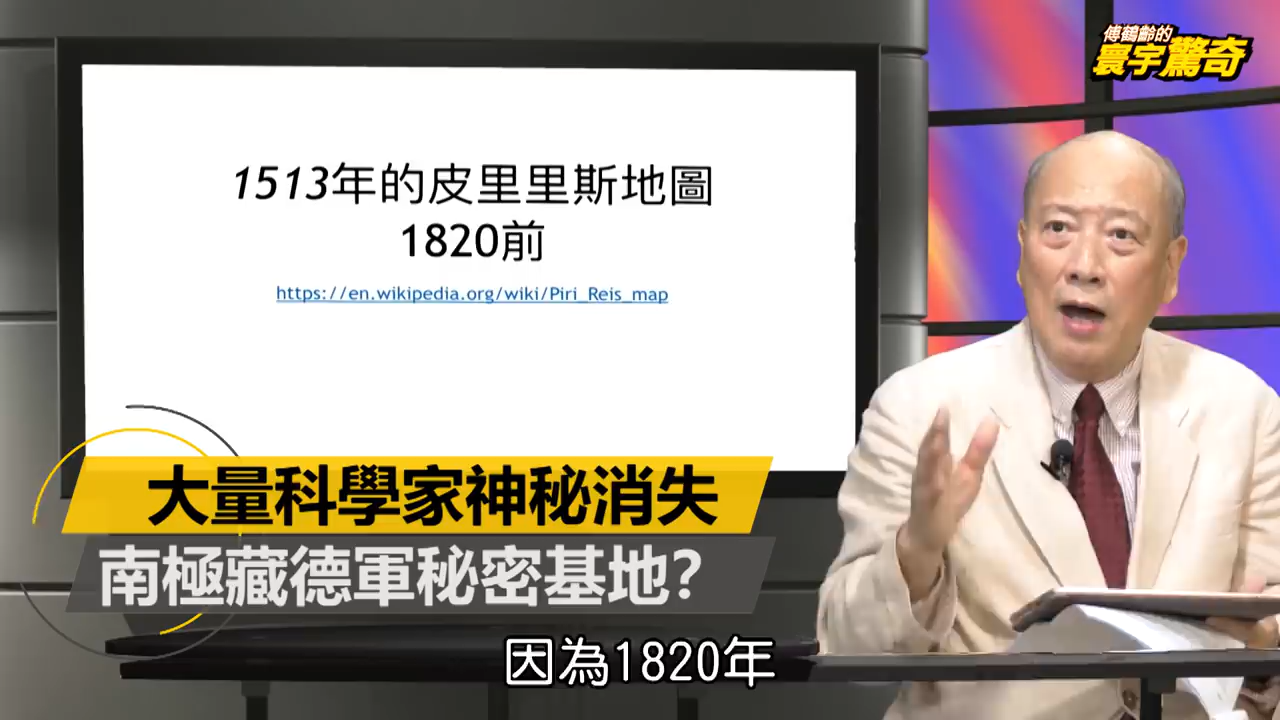 傅鶴齡的
寰宇驚奇
1513年的皮里里斯地圖
1820前
https://en.wikipedia.org/wiki/Piri_Reis_map
大量科學家神秘消失
南極藏德軍秘密基地?
因為1820年